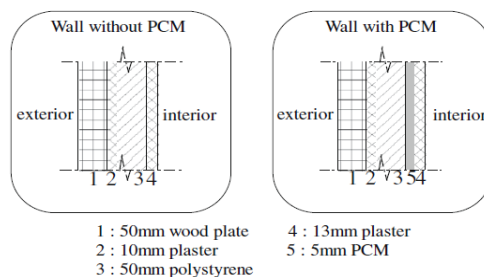 Wall without PCM
Wall with PCM
exterior
interior
exterior
interior
1 2 3 4
1 2 3 5 4
1 : 50mm wood plate
2 : 10mm plaster
3 : 50mm polystyrene
4 : 13mm plaster
5 : 5mm PCM